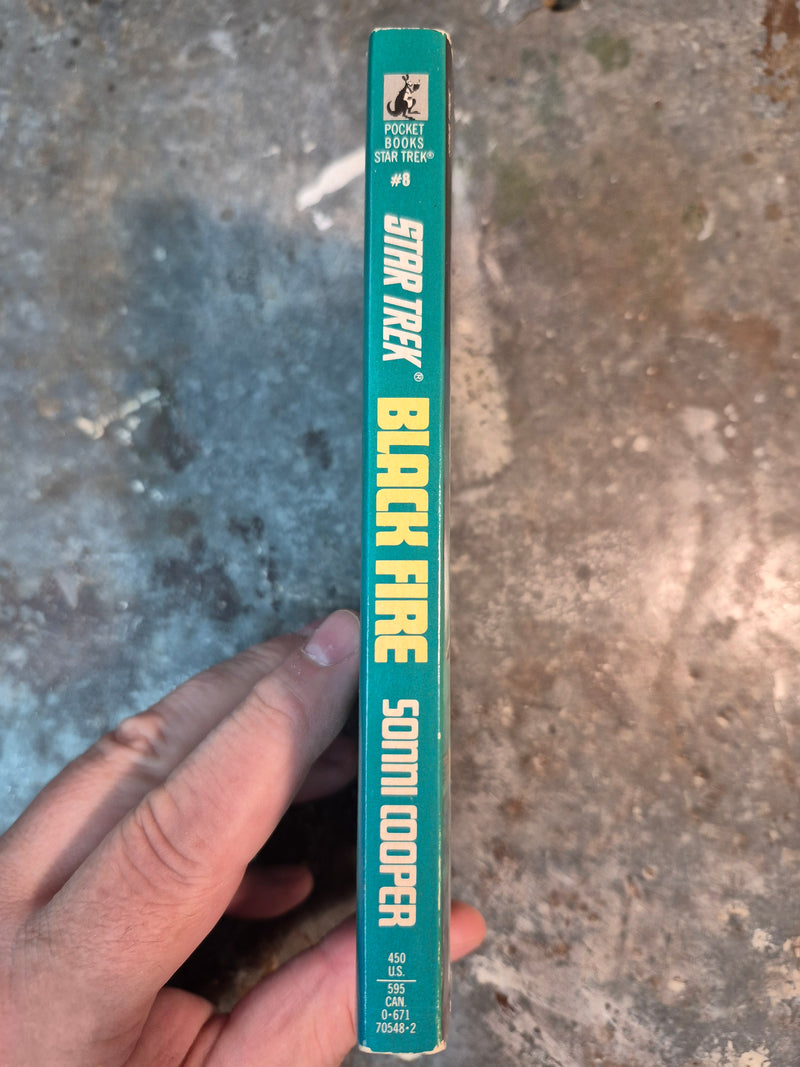 POCKET
BOOKS
STAR TREK®
#8
STAR TREK®
BLACK FIRE
SONNI COOPER
450
U.S.
595
CAN.
0-671
70548-2